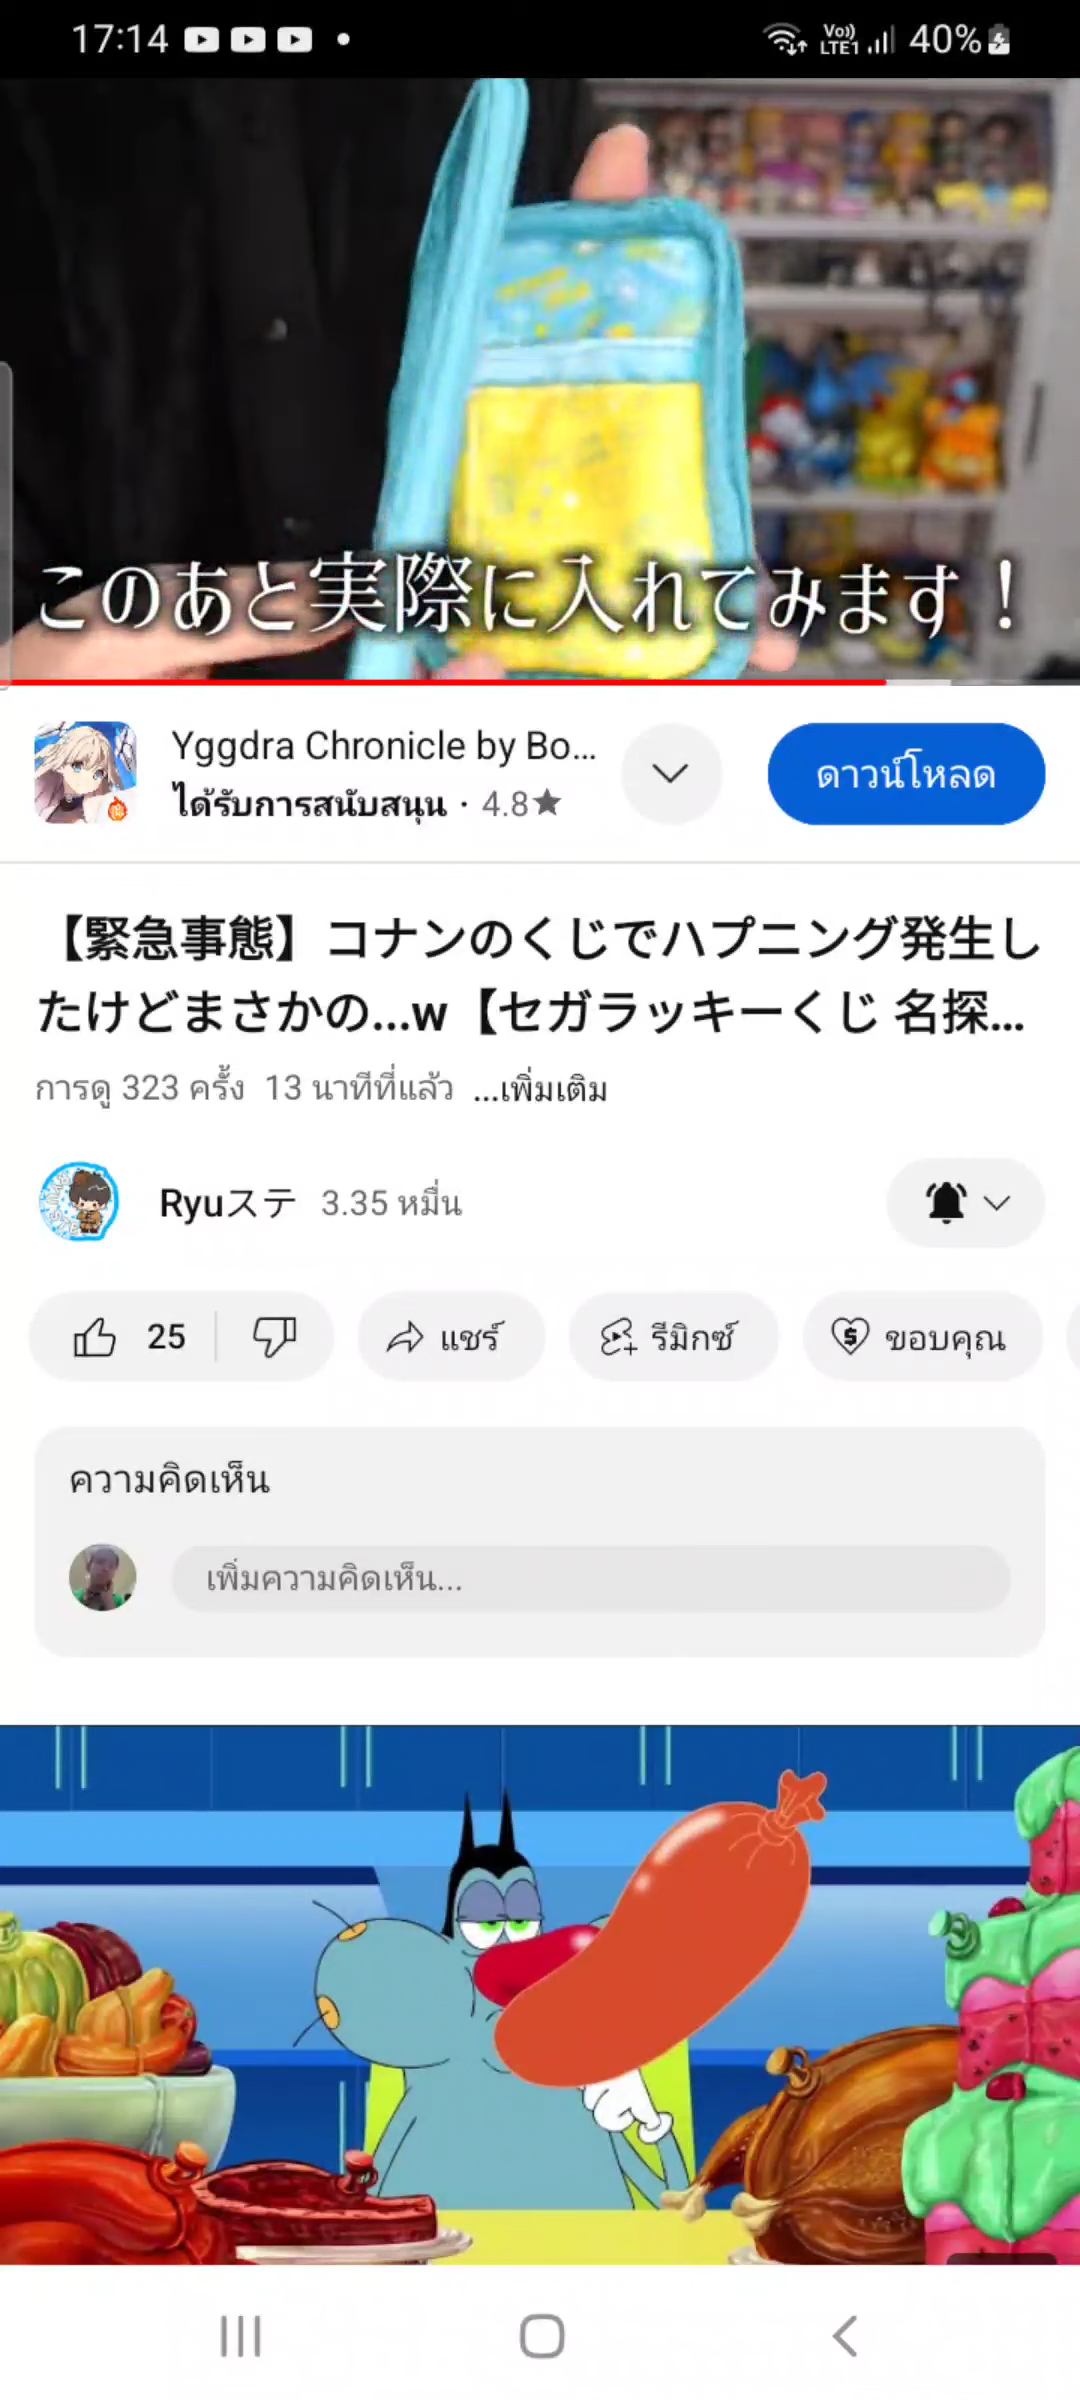 17:14
Vo)) LTE1 40%
このあと実際に入れてみます！
Yggdra Chronicle by Bo...
ได้รับการสนับสนุน · 4.8★
ดาวน์โหลด
【緊急事態】コナンのくじでハプニング発生し
たけどまさかの...w【セガラッキーくじ 名探...
การดู 323 ครั้ง 13 นาทีที่แล้ว ...เพิ่มเติม
Ryuステ 3.35 หมื่น
25 แชร์ รีมิกซ์ ขอบคุณ
ความคิดเห็น
เพิ่มความคิดเห็น...